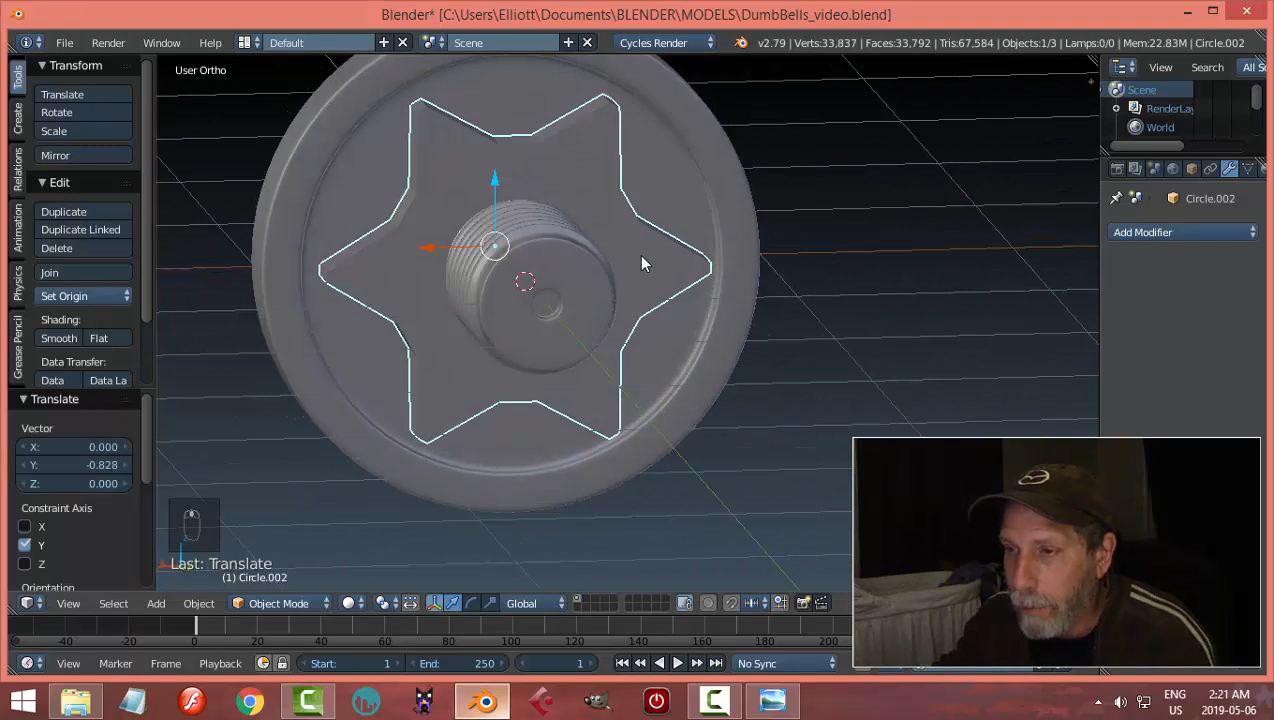 Blender* [C:\Users\Elliott\Documents\BLENDER\MODELS\DumbBells_video.blend]
File Render Window Help Default Scene Cycles Render v2.79 | Verts:33,837 | Faces:33,792 | Tris:67,584 | Objects:1/3 | Lamps:0/0 | Mem:22.83M | Circle.002
Tools
Create
Relations
Animation
Physics
Grease Pencil
Transform
Translate
Rotate
Scale
Mirror
Edit
Duplicate
Duplicate Linked
Delete
Join
Set Origin
Shading:
Smooth Flat
Data Transfer:
Data Data La
Translate
Vector
X: 0.000
Y: -0.828
Z: 0.000
Constraint Axis
X
Y
Z
Orientation
User Ortho
Last: Translate
(1) Circle.002
View Search All S
Scene
RenderLay
World
Circle.002
Add Modifier
View Select Add Object Object Mode Global
-40 -20 0 20 40 60 80 100 120 140 160 180 200
View Marker Frame Playback Start: 1 End: 250 1 No Sync
ENG
US
2:21 AM
2019-05-06